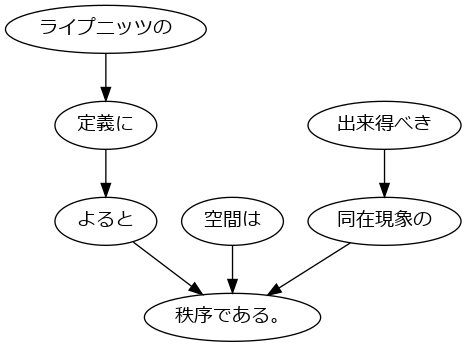 ライプニッツの
定義に
出来得べき
よると
空間は
同在現象の
秩序である。